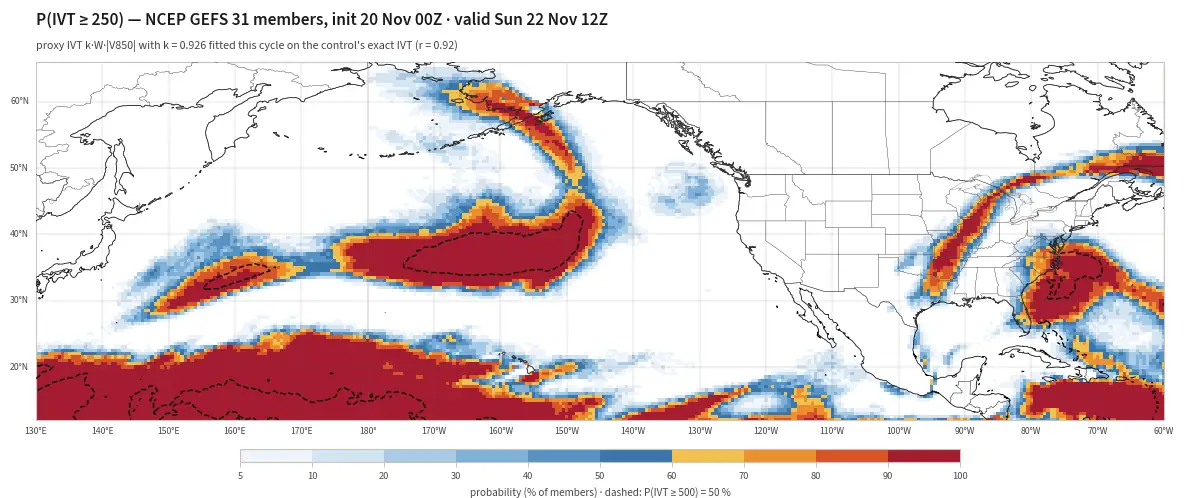 P(IVT ≥ 250) — NCEP GEFS 31 members, init 20 Nov 00Z · valid Sun 22 Nov 12Z
proxy IVT k·W·|V850| with k = 0.926 fitted this cycle on the control's exact IVT (r = 0.92)
60°N
50°N
40°N
30°N
20°N
130°E 140°E 150°E 160°E 170°E 180° 170°W 160°W 150°W 140°W 130°W 120°W 110°W 100°W 90°W 80°W 70°W 60°W
5 10 20 30 40 50 60 70 80 90 100
probability (% of members) · dashed: P(IVT ≥ 500) = 50 %